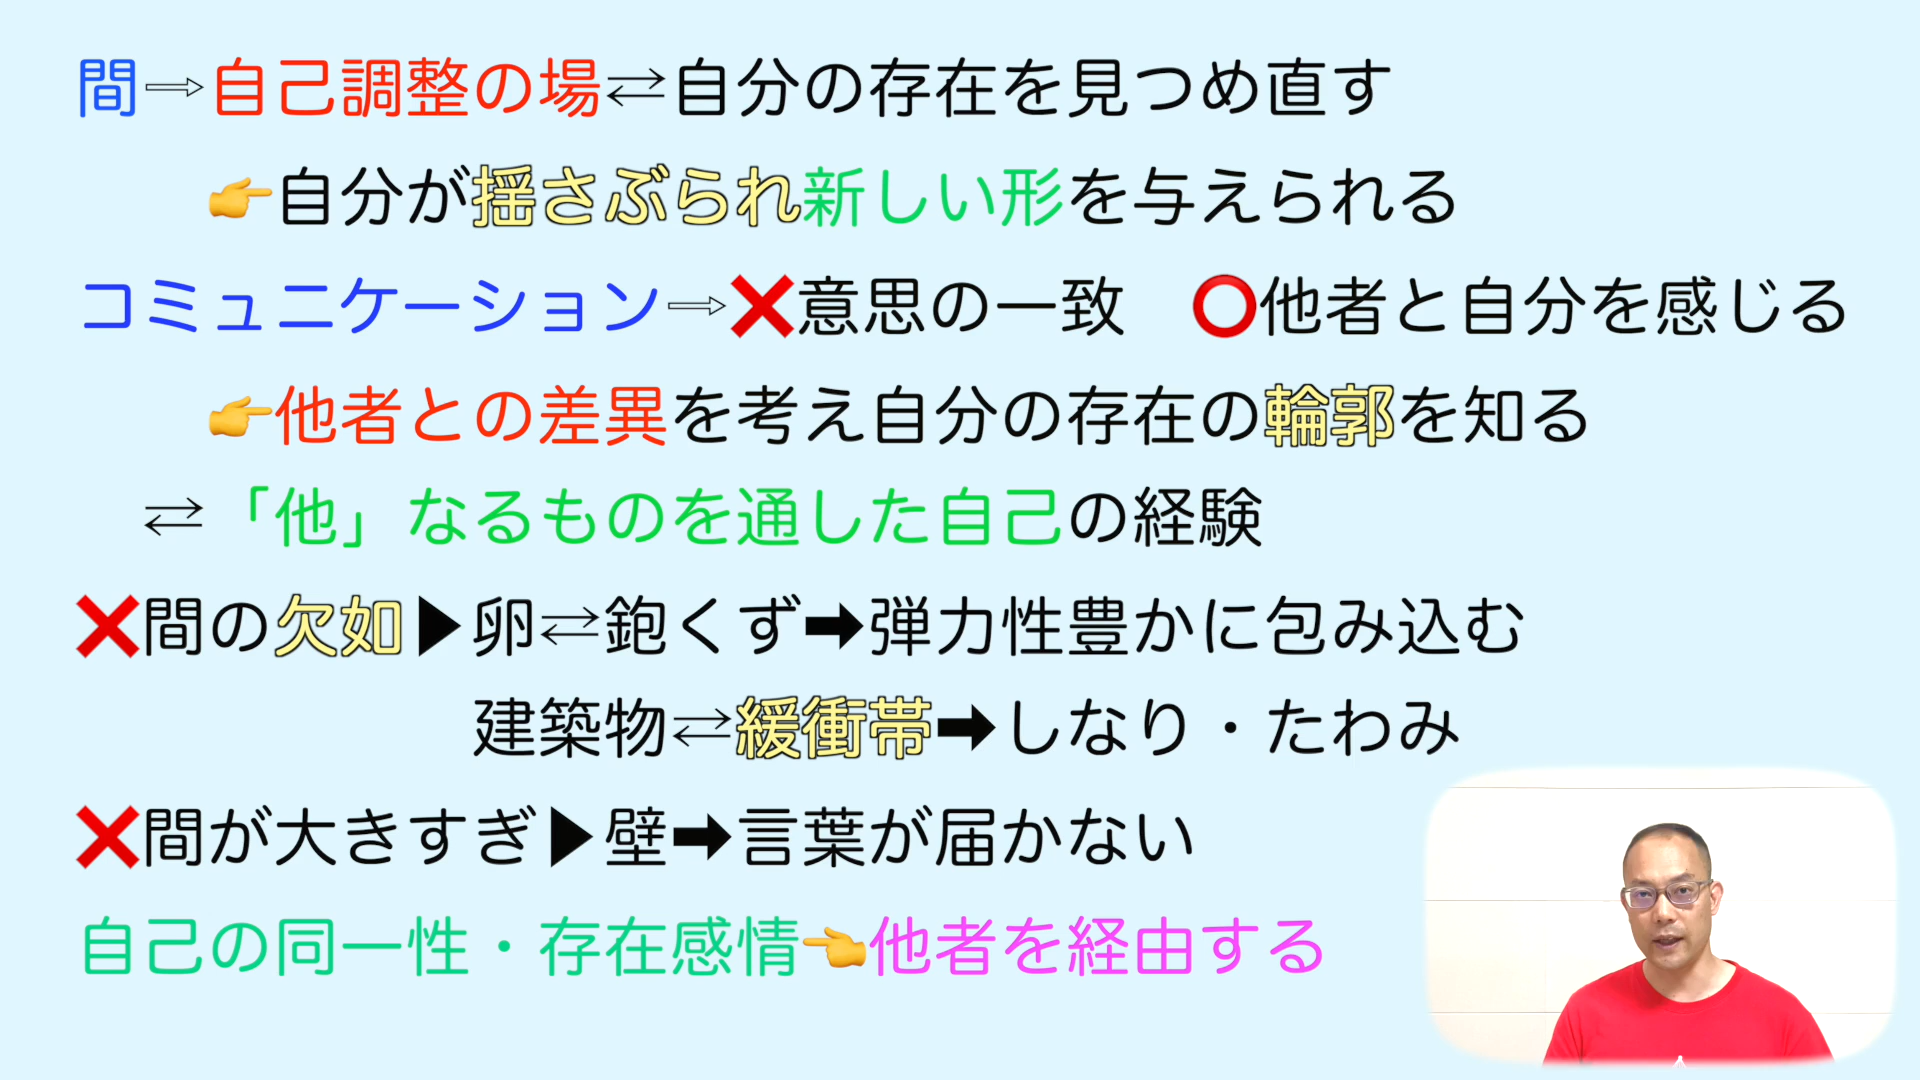 間⇨自己調整の場⇄自分の存在を見つめ直す
👉自分が揺さぶられ新しい形を与えられる
コミュニケーション⇨❌意思の一致　⭕他者と自分を感じる
👉他者との差異を考え自分の存在の輪郭を知る
⇄「他」なるものを通した自己の経験
❌間の欠如▶卵⇄鉋くず➡弾力性豊かに包み込む
建築物⇄緩衝帯➡しなり・たわみ
❌間が大きすぎ▶壁➡言葉が届かない
自己の同一性・存在感情👈他者を経由する